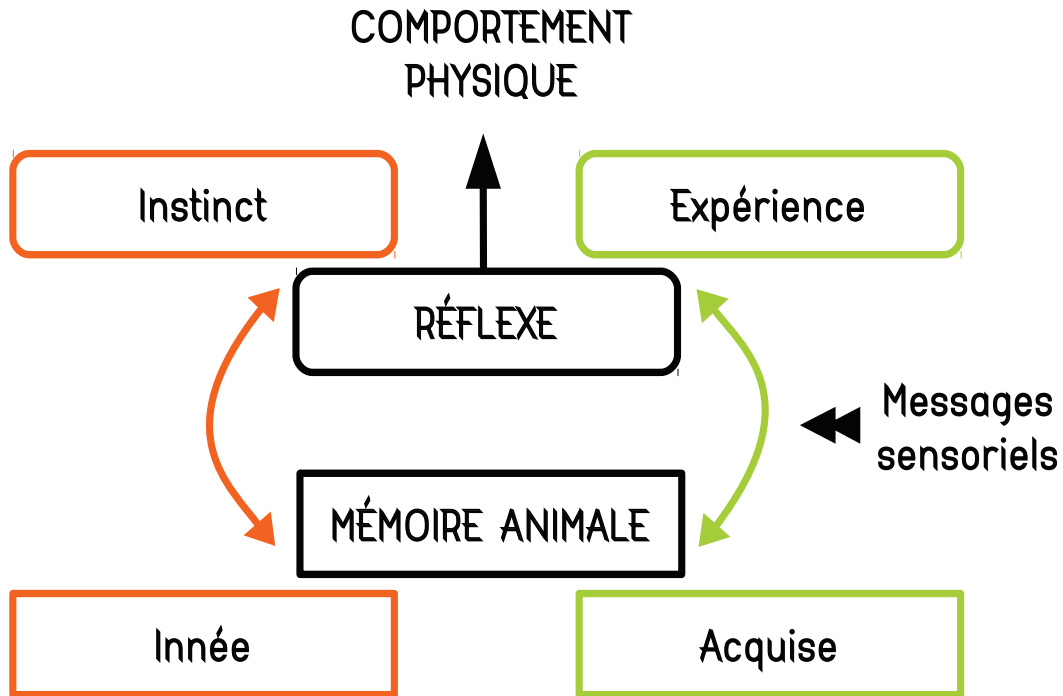 COMPORTEMENT
PHYSIQUE
Instinct
Expérience
RÉFLEXE
Messages
sensoriels
MÉMOIRE ANIMALE
Innée
Acquise